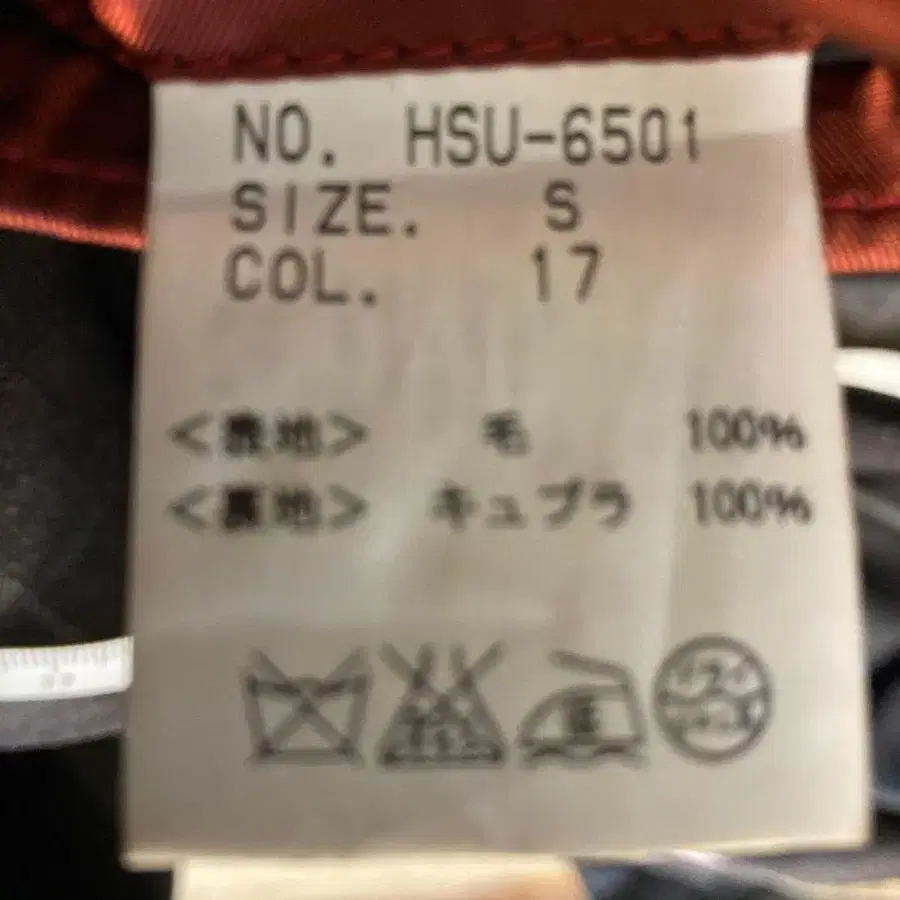 NO. HSU-6501
SIZE. S
COL. 17
<表地> 毛 100%
<裏地> キュプラ 100%